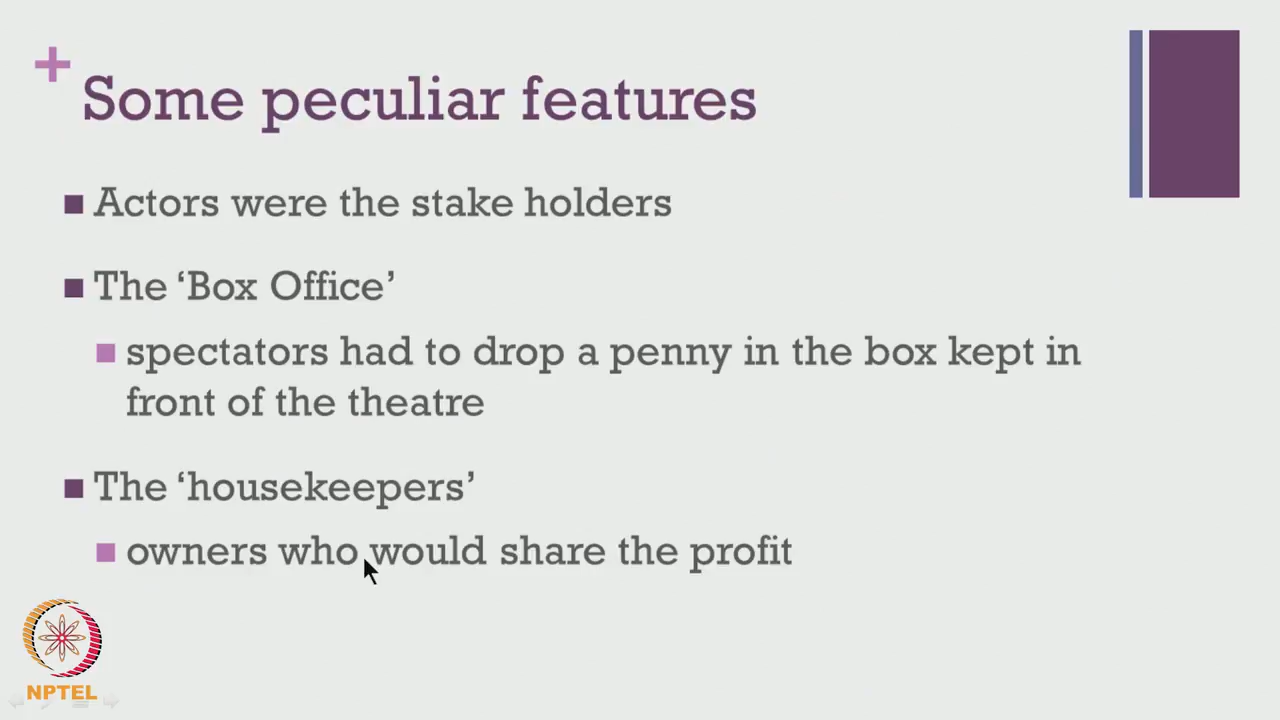 +
Some peculiar features
Actors were the stake holders
The ‘Box Office’
spectators had to drop a penny in the box kept in
front of the theatre
The ‘housekeepers’
owners who would share the profit
NPTEL